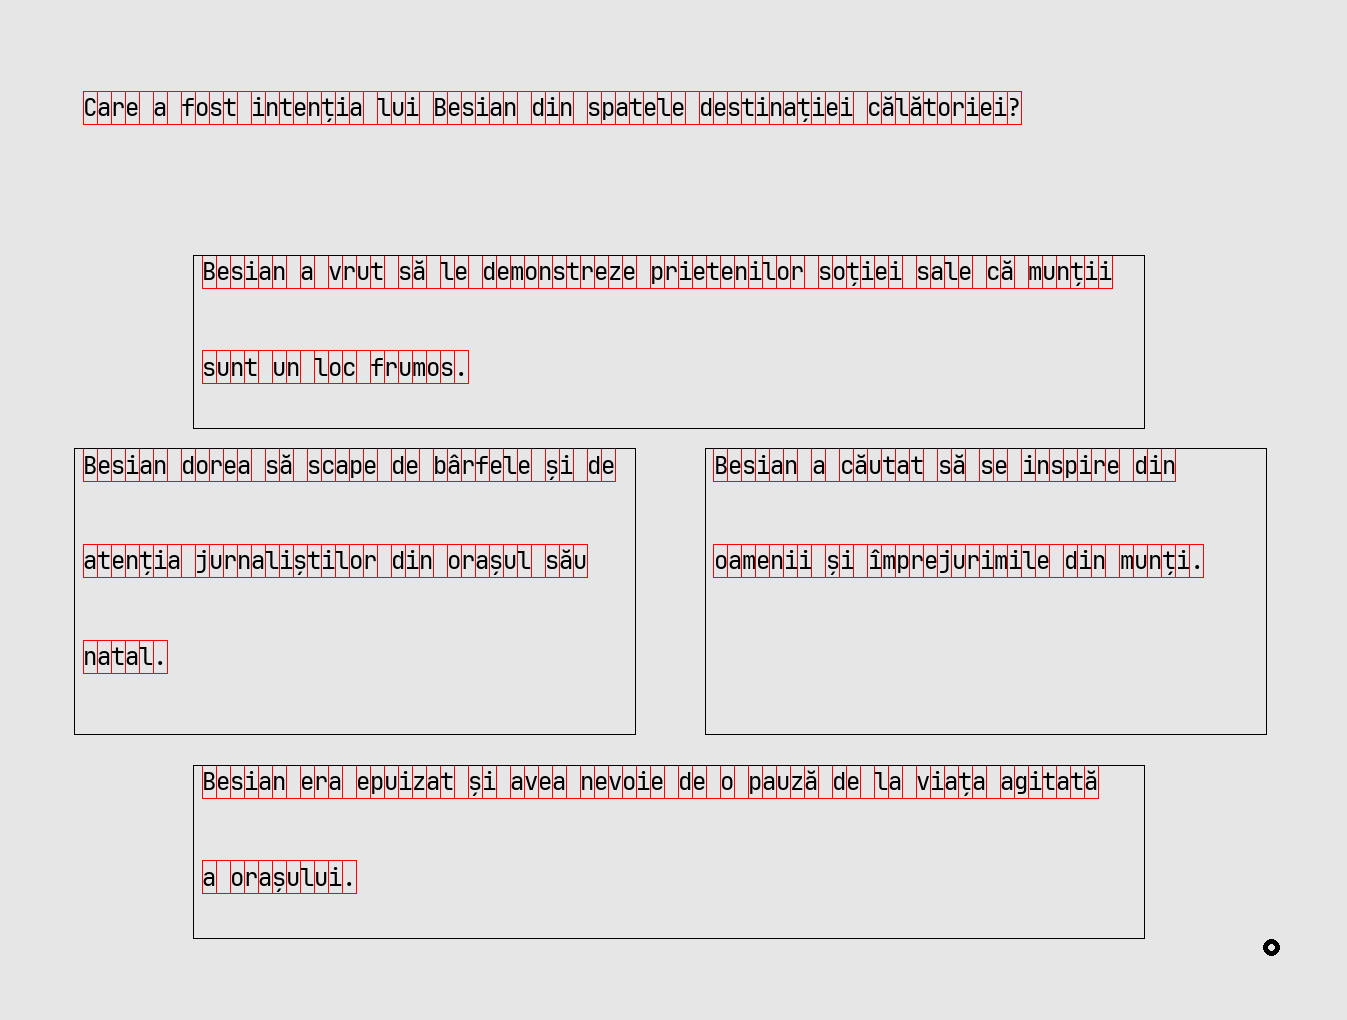 Care a fost intenția lui Besian din spatele destinației călătoriei?
Besian a vrut să le demonstreze prietenilor soției sale că munții
sunt un loc frumos.
Besian dorea să scape de bârfele și de
atenția jurnaliștilor din orașul său
natal.
Besian a căutat să se inspire din
oamenii și împrejurimile din munți.
Besian era epuizat și avea nevoie de o pauză de la viața agitată
a orașului.